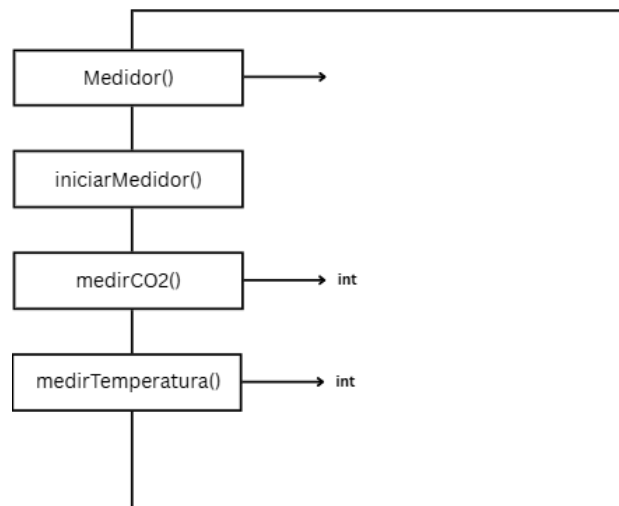 Medidor()
iniciarMedidor()
medirCO2()
int
medirTemperatura()
int